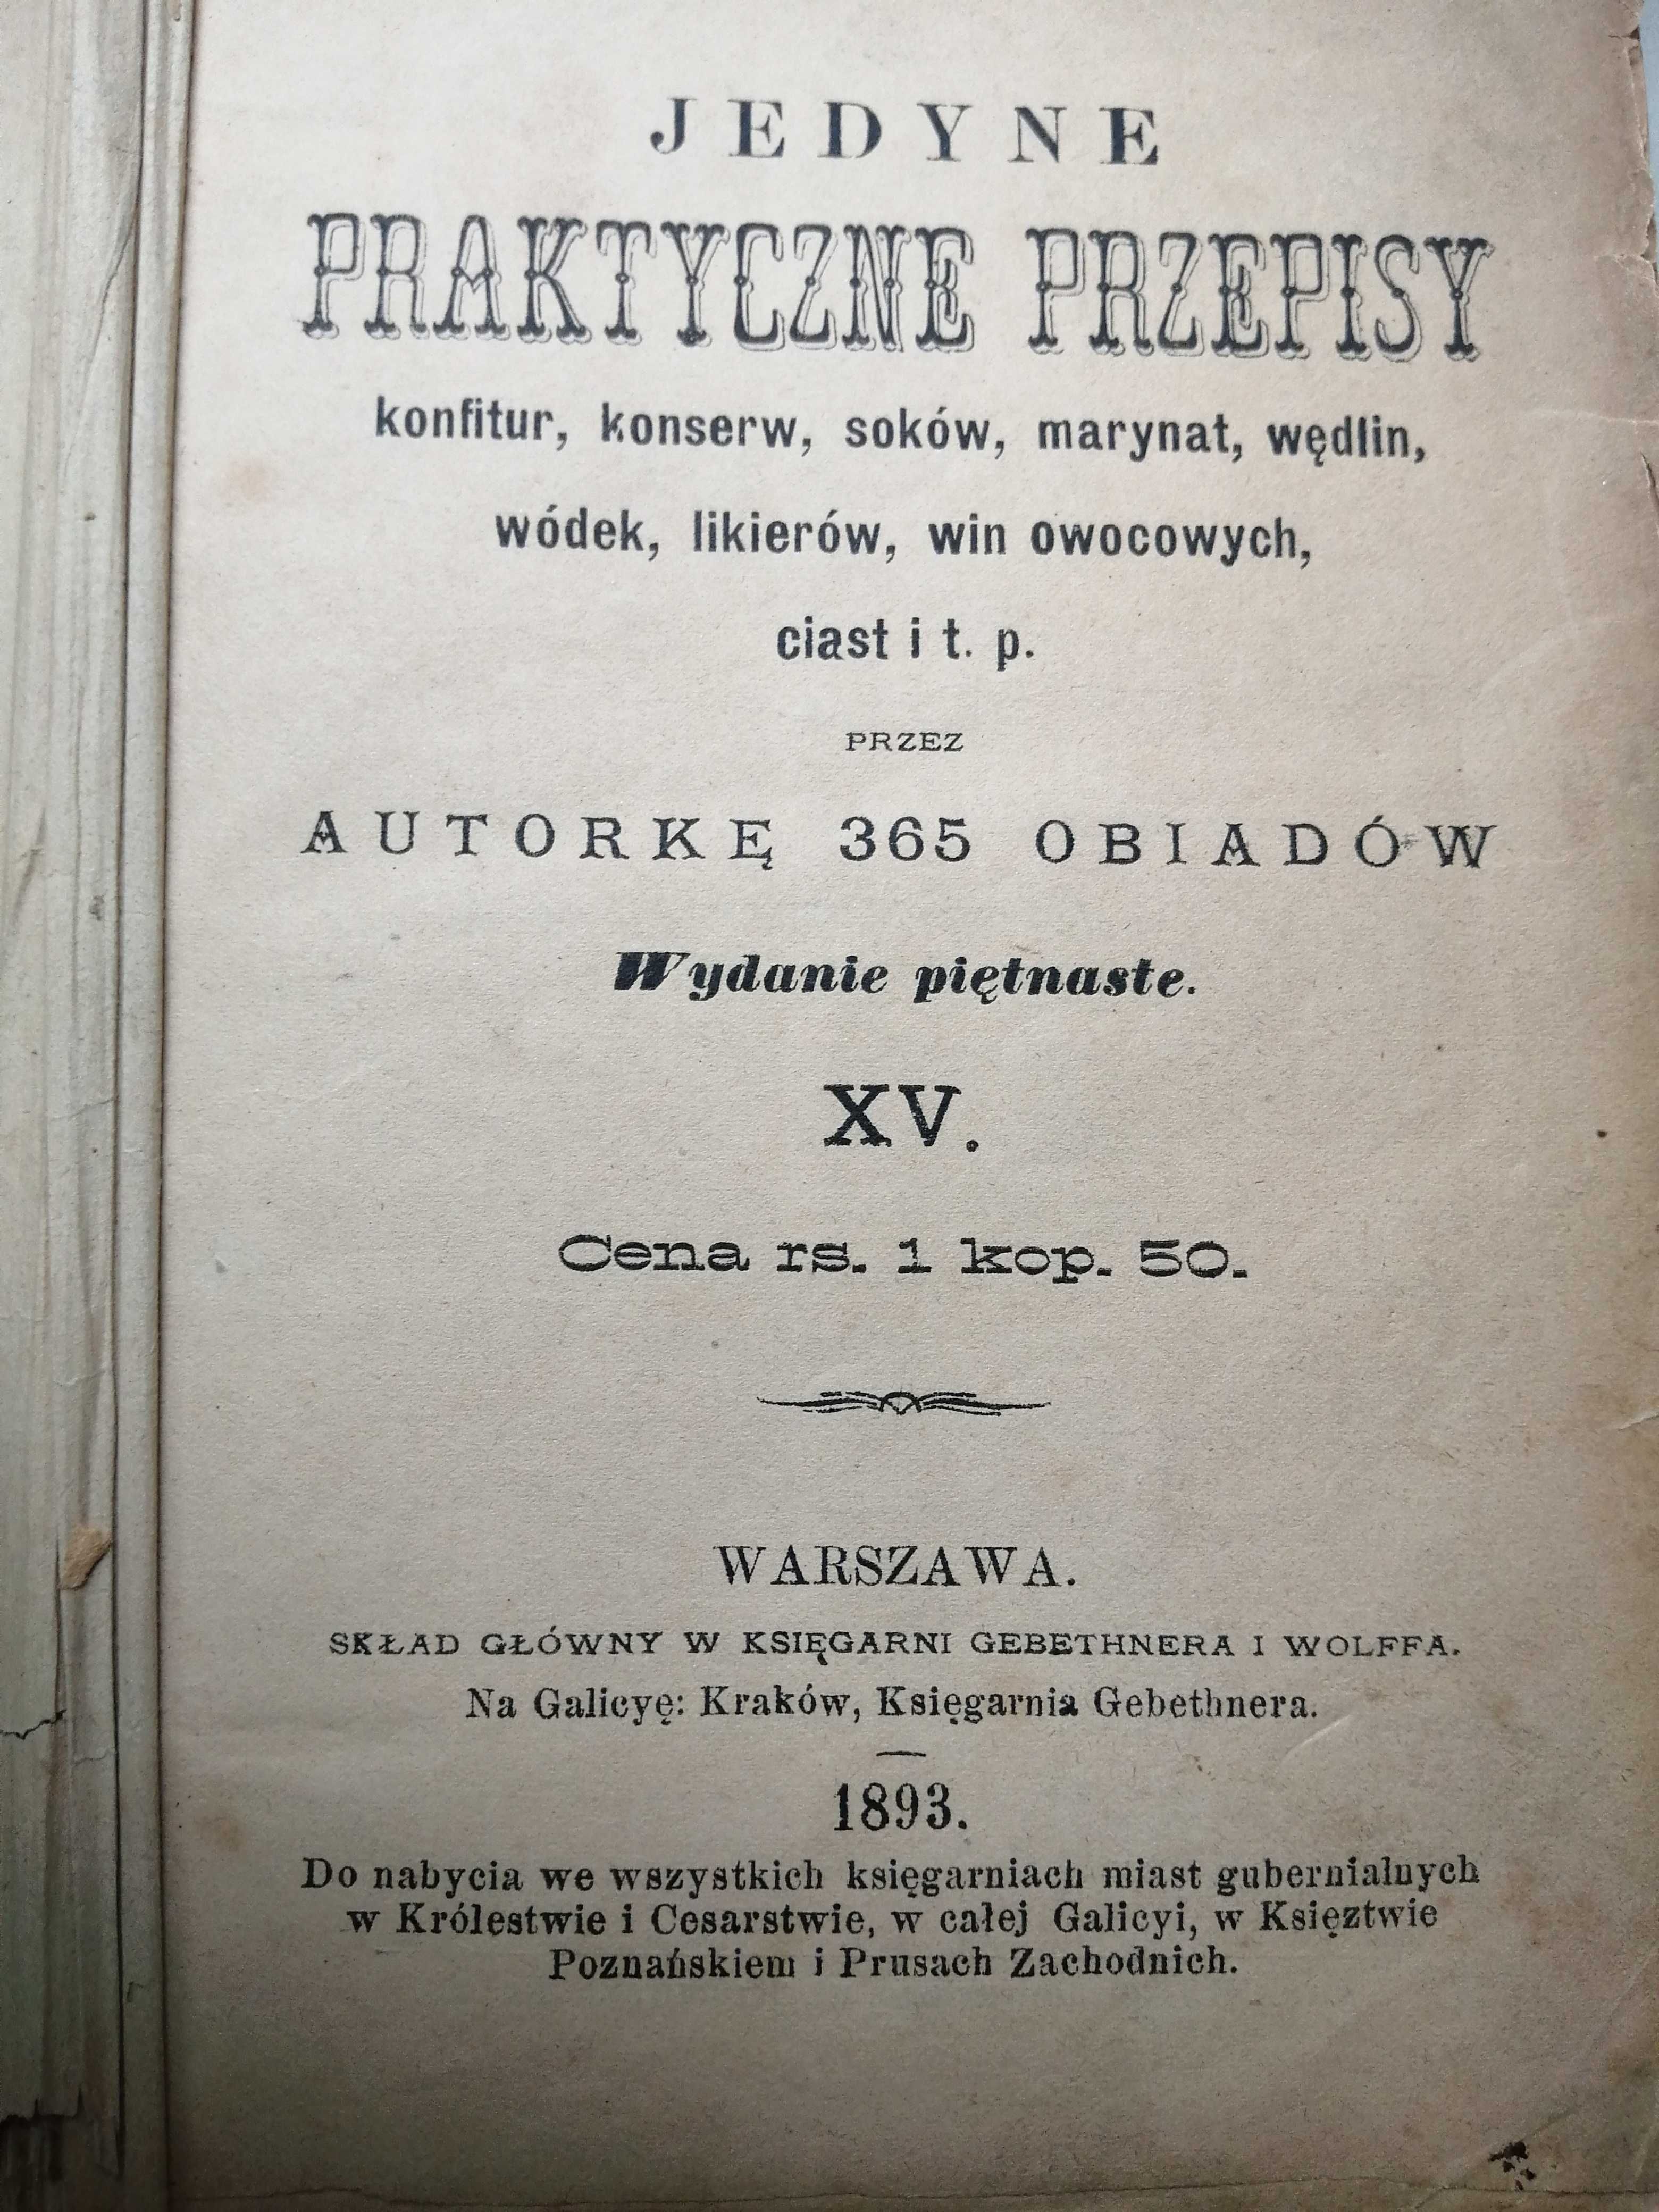 JEDYNE
PRAKTYCZNE PRZEPISY
konfitur, konserw, soków, marynat, wędlin,
wódek, likierów, win owocowych,
ciast i t. p.
PRZEZ
AUTORKĘ 365 OBIADÓW
Wydanie piętnaste.
XV.
Cena rs. 1 kop. 50.
WARSZAWA.
SKŁAD GŁÓWNY W KSIĘGARNI GEBETHNERA I WOLFFA.
Na Galicyę: Kraków, Księgarnia Gebethnera.
1893.
Do nabycia we wszystkich księgarniach miast gubernialnych
w Królestwie i Cesarstwie, w całej Galicyi, w Księztwie
Poznańskiem i Prusach Zachodnich.